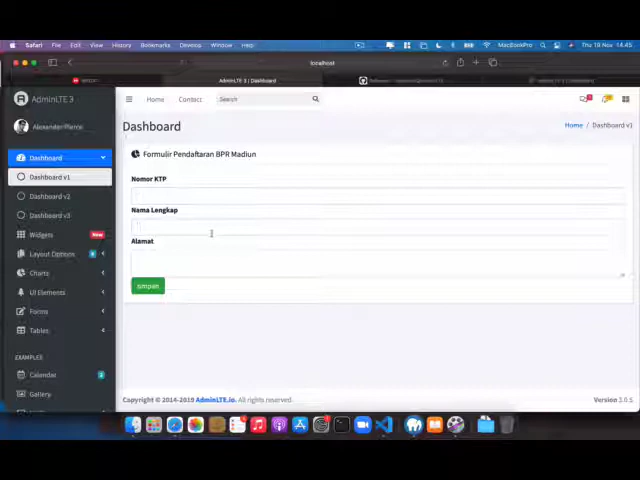 Safari File Edit View History Bookmarks Develop Window Help MacBookPro Thu 18 Nov 14.45
localhost
AdminLTE 3 | Dashboard
AdminLTE 3
Home Contact Search
Alexander Pierce
Dashboard
Home / Dashboard v1
Dashboard
Formulir Pendaftaran BPR Madiun
Dashboard v1
Nomor KTP
Dashboard v2
Nama Lengkap
Dashboard v3
Widgets New
Alamat
Layout Options
Charts
simpan
UI Elements
Forms
Tables
EXAMPLES
Calendar 2
Gallery
Copyright © 2014-2019 AdminLTE.io. All rights reserved.
Version 3.0.5